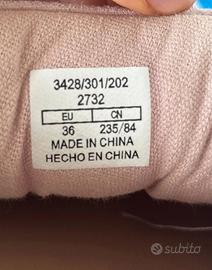 3428/301/202
2732
EU CN
36 235/84
MADE IN CHINA
HECHO EN CHINA
subito